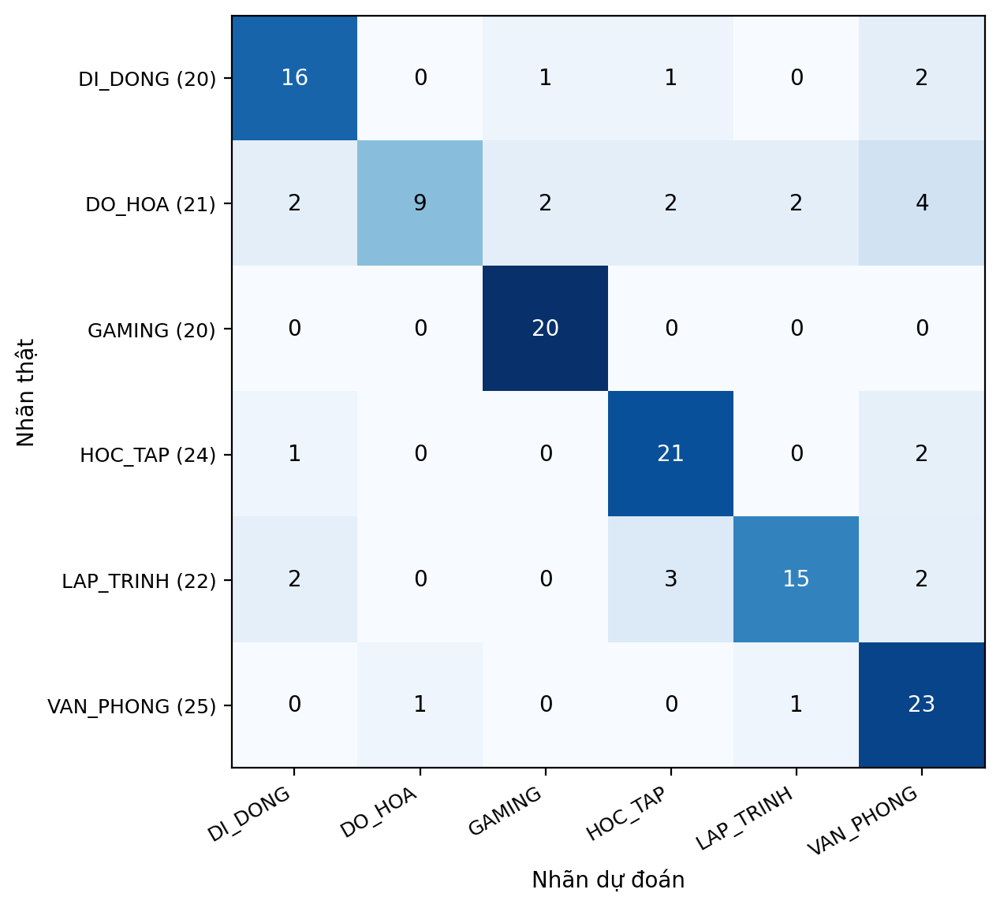 DI_DONG (20) 16 0 1 1 0 2
DO_HOA (21) 2 9 2 2 2 4
GAMING (20) 0 0 20 0 0 0
HOC_TAP (24) 1 0 0 21 0 2
LAP_TRINH (22) 2 0 0 3 15 2
VAN_PHONG (25) 0 1 0 0 1 23
Nhãn thật
DI_DONG DO_HOA GAMING HOC_TAP LAP_TRINH VAN_PHONG
Nhãn dự đoán